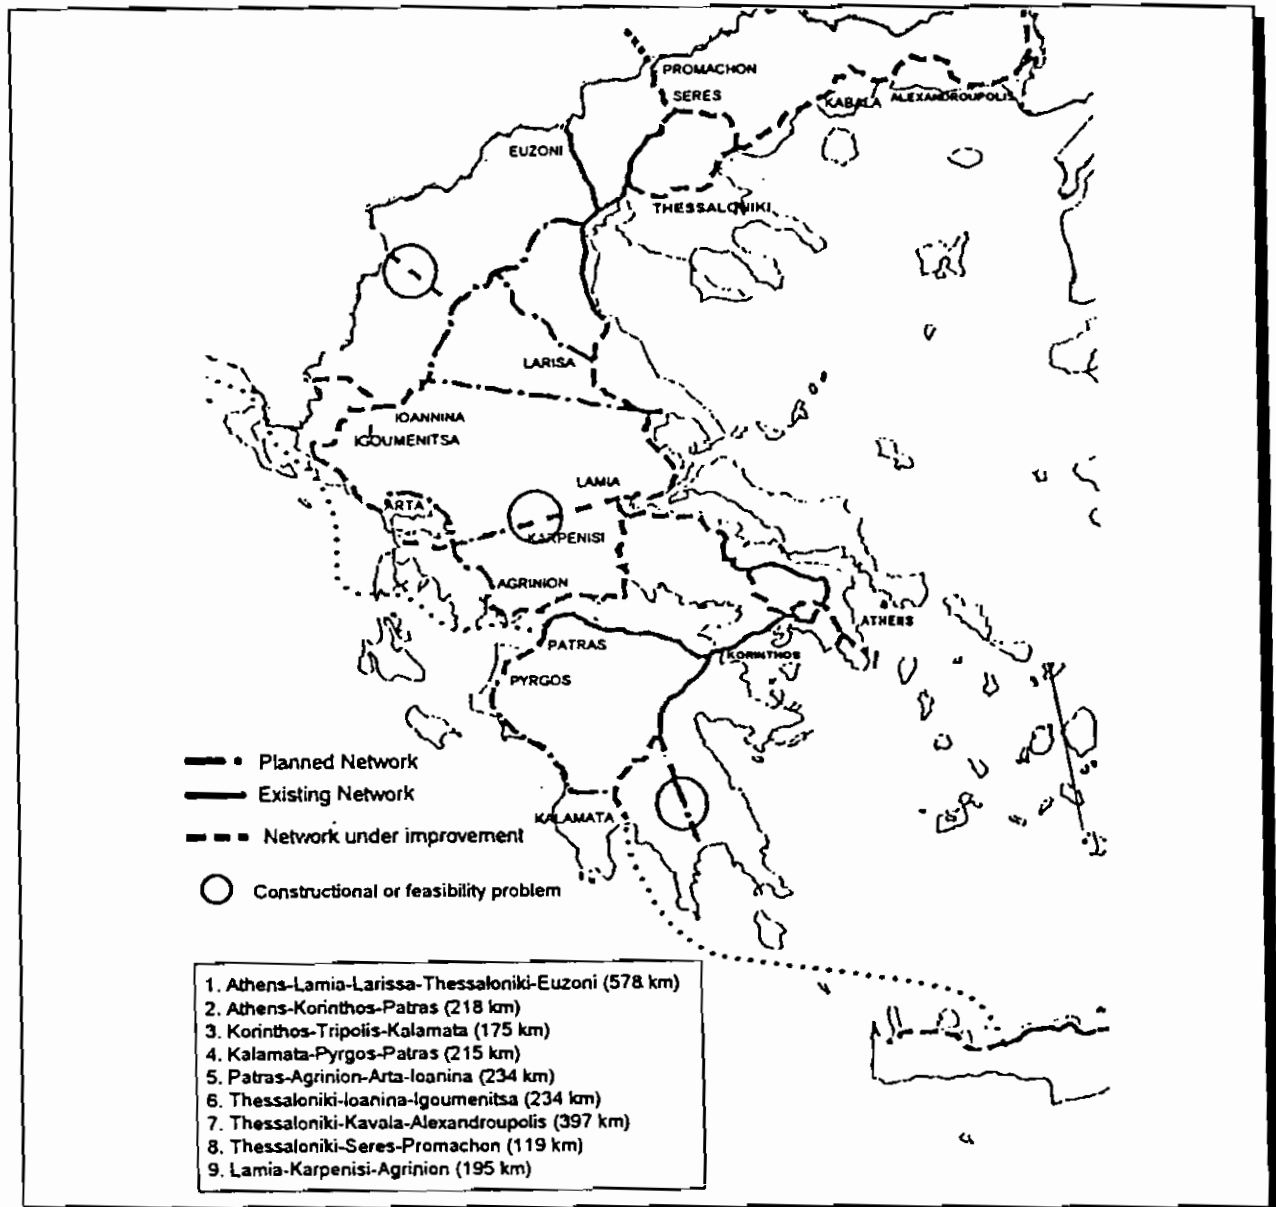 PROMACHON
SERES
KABALA
ALEXANDROUPOLIS
EUZONI
THESSALONIKI
LARISA
IOANNINA
IGOUMENITSA
LAMIA
ARTA
KARPENISI
AGRINION
ATHENS
PATRAS
KORINTHOS
PYRGOS
Planned Network
Existing Network
Network under improvement
KALAMATA
Constructional or feasibility problem
1. Athens-Lamia-Larissa-Thessaloniki-Euzoni (578 km)
2. Athens-Korinthos-Patras (218 km)
3. Korinthos-Tripolis-Kalamata (175 km)
4. Kalamata-Pyrgos-Patras (215 km)
5. Patras-Agrinion-Arta-Ioanina (234 km)
6. Thessaloniki-Ioanina-Igoumenitsa (234 km)
7. Thessaloniki-Kavala-Alexandroupolis (397 km)
8. Thessaloniki-Seres-Promachon (119 km)
9. Lamia-Karpenisi-Agrinion (195 km)